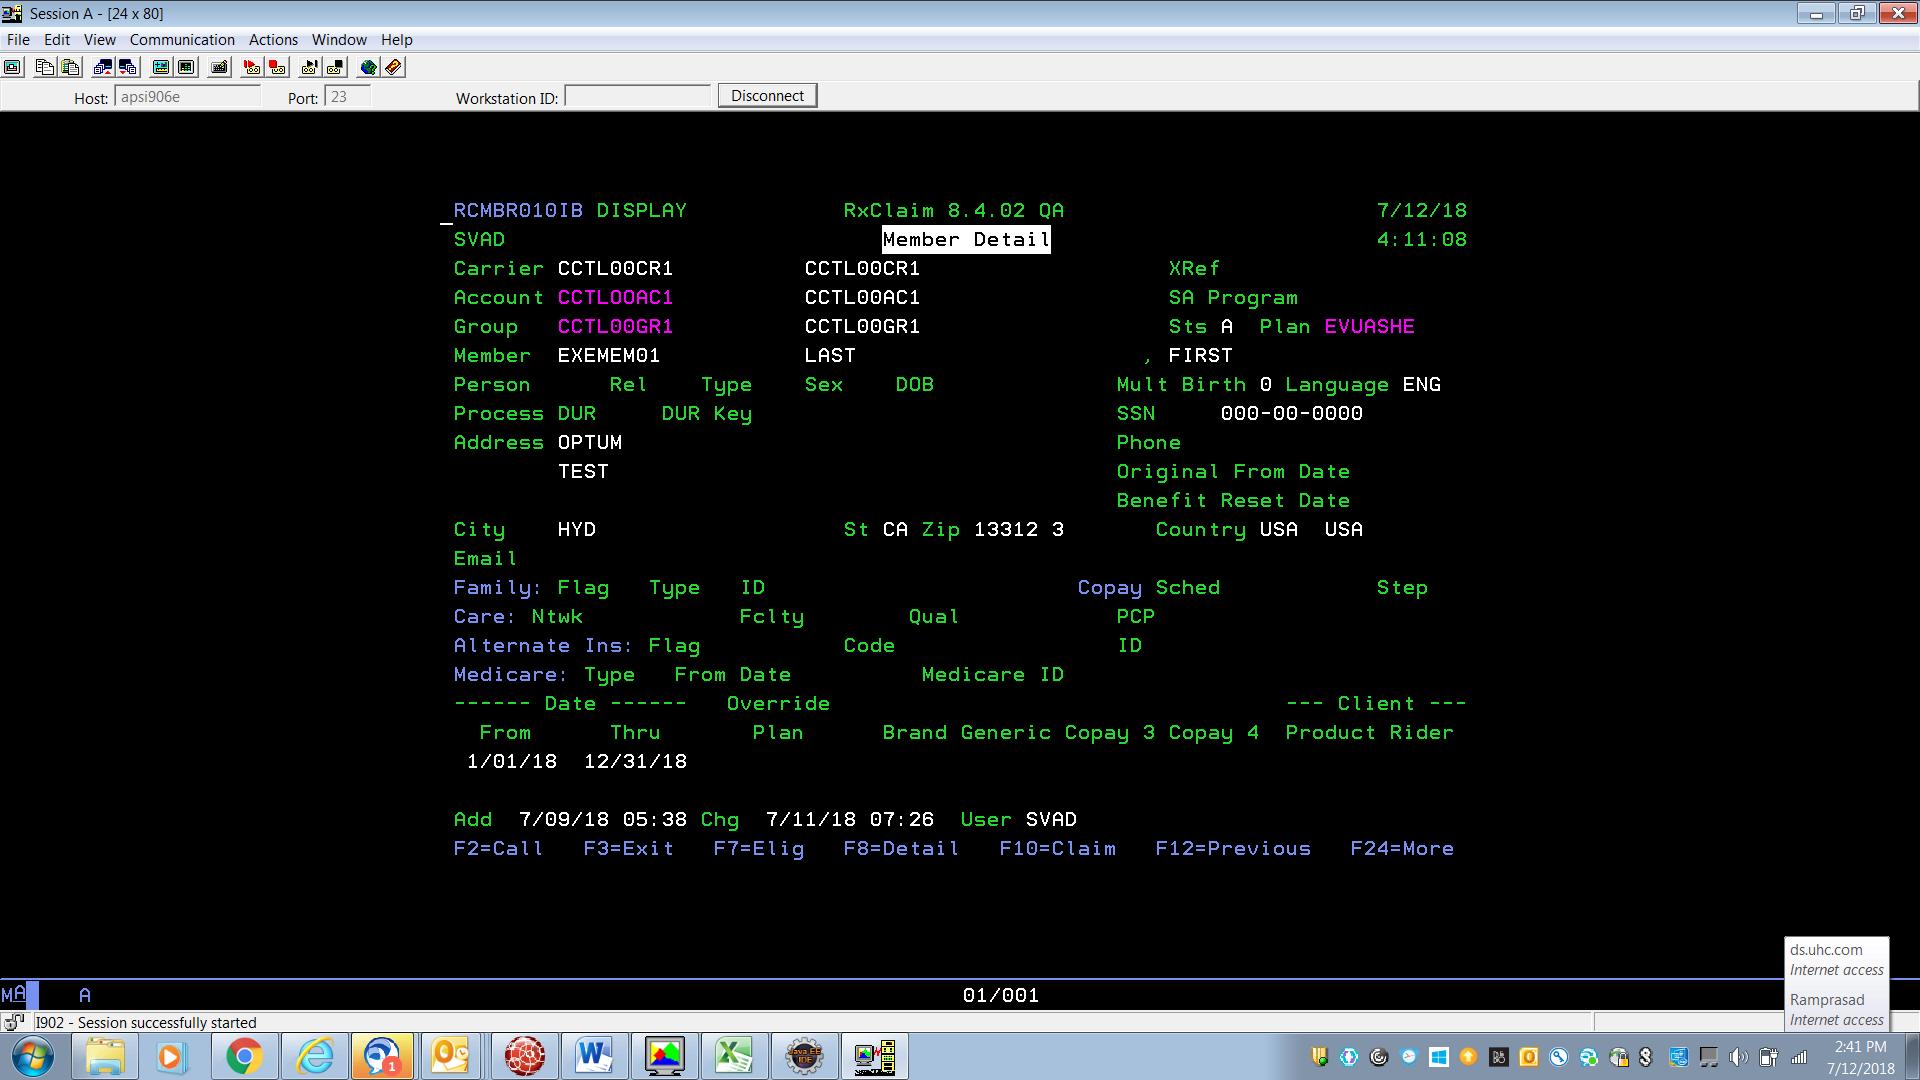 Session A - [24 x 80]
File Edit View Communication Actions Window Help
Host: apsi906e Port: 23 Workstation ID: Disconnect
RCMBR010IB DISPLAY RxClaim 8.4.02 QA 7/12/18
SVAD Member Detail 4:11:08
Carrier CCTL00CR1 CCTL00CR1 XRef
Account CCTL00AC1 CCTL00AC1 SA Program
Group CCTL00GR1 CCTL00GR1 Sts A Plan EVUASHE
Member EXEMEM01 LAST , FIRST
Person Rel Type Sex DOB Mult Birth 0 Language ENG
Process DUR DUR Key SSN 000-00-0000
Address OPTUM Phone
TEST Original From Date
Benefit Reset Date
City HYD St CA Zip 13312 3 Country USA USA
Email
Family: Flag Type ID Copay Sched Step
Care: Ntwk Fclty Qual PCP
Alternate Ins: Flag Code ID
Medicare: Type From Date Medicare ID
------ Date ------ Override --- Client ---
From Thru Plan Brand Generic Copay 3 Copay 4 Product Rider
1/01/18 12/31/18
Add 7/09/18 05:38 Chg 7/11/18 07:26 User SVAD
F2=Call F3=Exit F7=Elig F8=Detail F10=Claim F12=Previous F24=More
ds.uhc.com
Internet access
Ramprasad
Internet access
MA A 01/001
I902 - Session successfully started
2:41 PM
7/12/2018